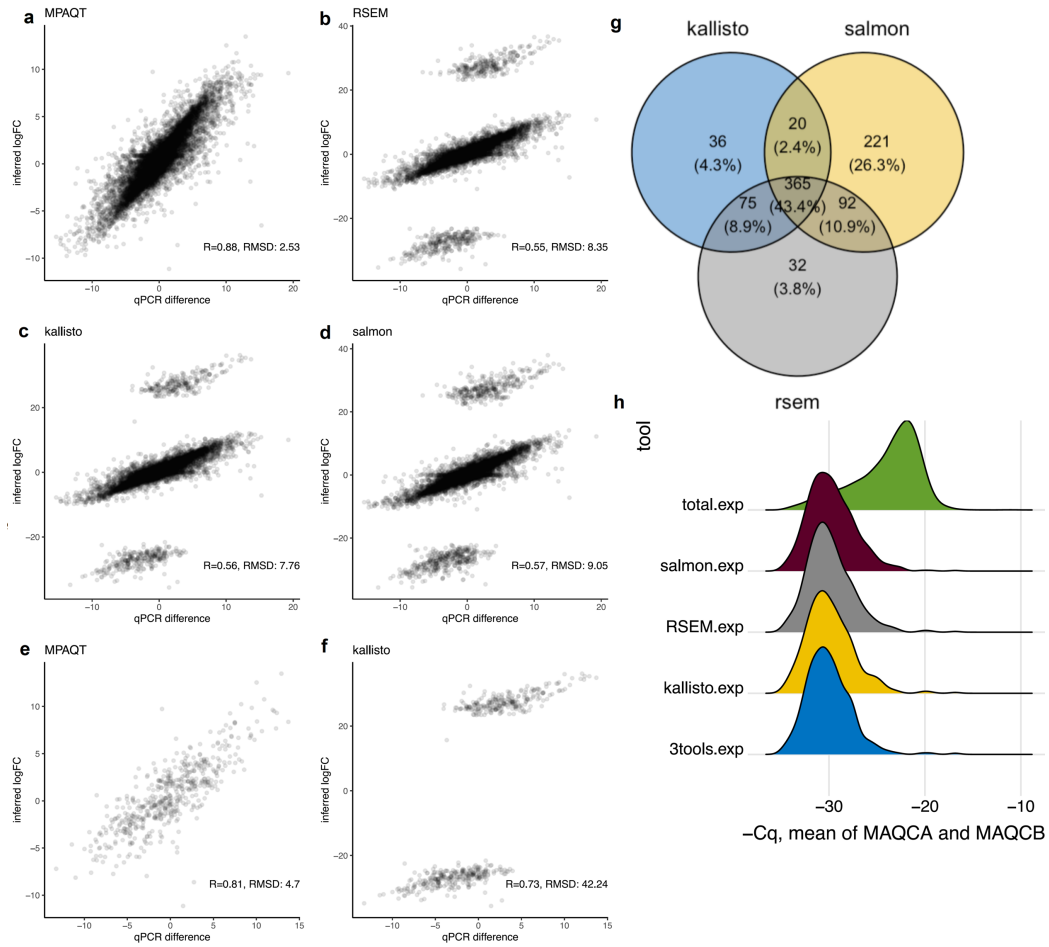 a MPAQT
inferred logFC
10
5
0
−5
−10
R=0.88, RMSD: 2.53
−10 0 10 20
qPCR difference
b RSEM
inferred logFC
40
20
0
−20
R=0.55, RMSD: 8.35
−10 0 10 20
qPCR difference
c kallisto
inferred logFC
20
0
−20
R=0.56, RMSD: 7.76
−10 0 10 20
qPCR difference
d salmon
inferred logFC
40
20
0
−20
R=0.57, RMSD: 9.05
−10 0 10 20
qPCR difference
e MPAQT
inferred logFC
10
5
0
−5
−10
R=0.81, RMSD: 4.7
−10 −5 0 5 10 15
qPCR difference
f kallisto
inferred logFC
20
0
−20
R=0.73, RMSD: 42.24
−10 −5 0 5 10 15
qPCR difference
g
kallisto salmon
36
(4.3%)
20
(2.4%)
221
(26.3%)
365
(43.4%)
75
(8.9%)
92
(10.9%)
32
(3.8%)
rsem
h
tool
total.exp
salmon.exp
RSEM.exp
kallisto.exp
3tools.exp
−30 −20 −10
−Cq, mean of MAQCA and MAQCB